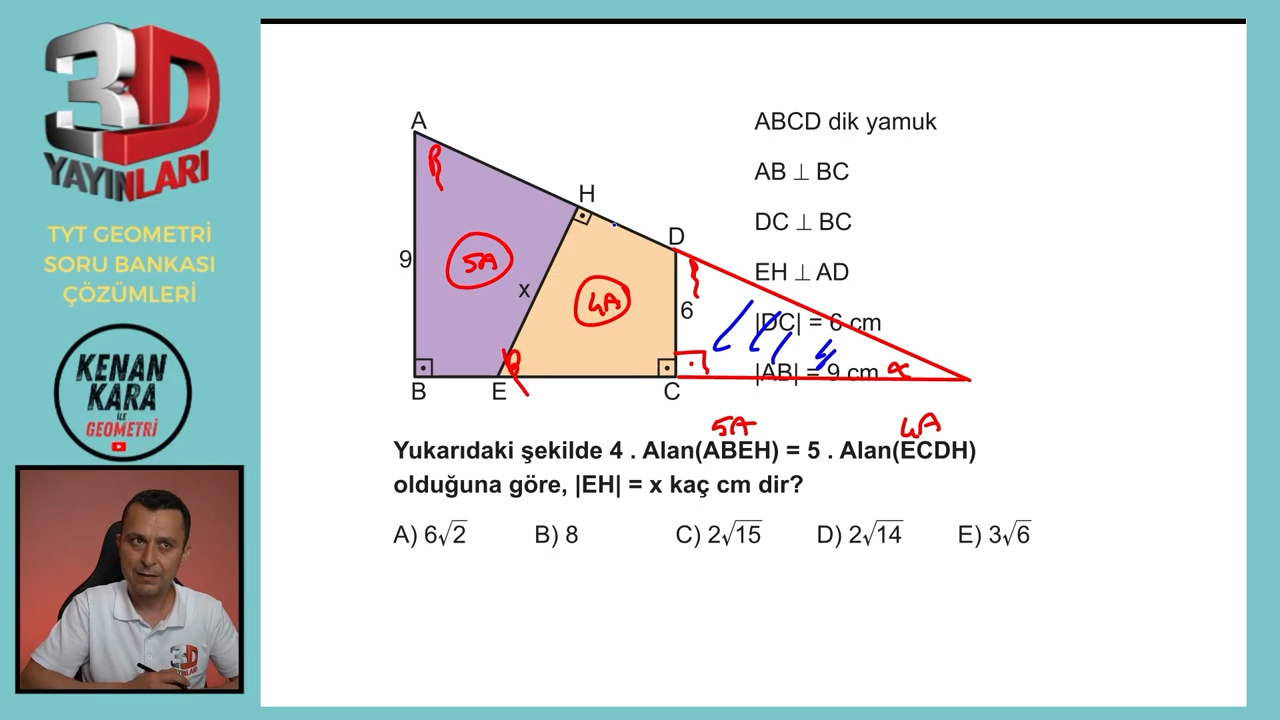 3D
YAYINLARI
TYT GEOMETRİ
SORU BANKASI
ÇÖZÜMLERİ
KENAN
KARA
İLE
GEOMETRİ
3D
A
H
D
9
x
6
B
E
C
β
5A
4A
β
β
α
ABCD dik yamuk
AB ⊥ BC
DC ⊥ BC
EH ⊥ AD
|DC| = 6 cm
|AB| = 9 cm
5A 4A
Yukarıdaki şekilde 4 . Alan(ABEH) = 5 . Alan(ECDH)
olduğuna göre, |EH| = x kaç cm dir?
A) 6√2 B) 8 C) 2√15 D) 2√14 E) 3√6